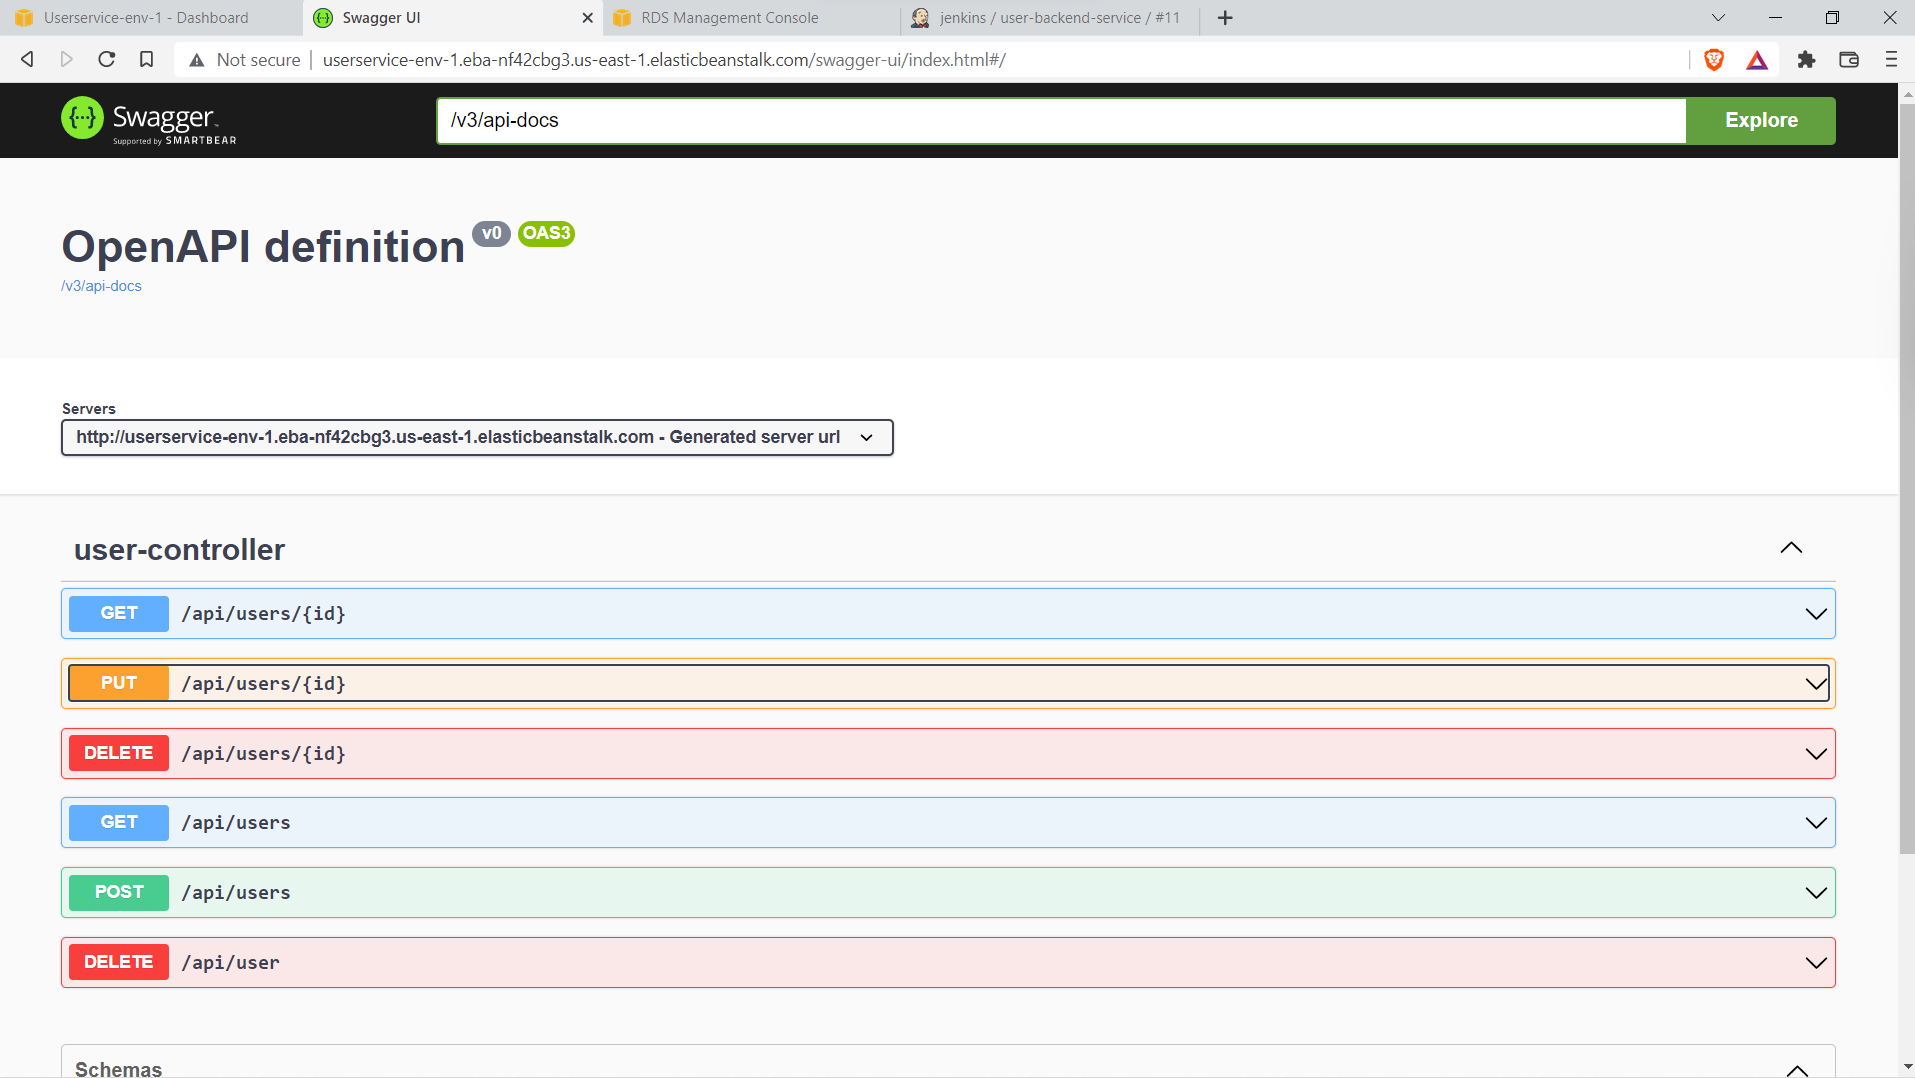 Userservice-env-1 - Dashboard
Swagger UI
RDS Management Console
jenkins / user-backend-service / #11
Not secure
userservice-env-1.eba-nf42cbg3.us-east-1.elasticbeanstalk.com/swagger-ui/index.html#/
Swagger™
Supported by SMARTBEAR
/v3/api-docs
Explore
OpenAPI definition v0 OAS3
/v3/api-docs
Servers
http://userservice-env-1.eba-nf42cbg3.us-east-1.elasticbeanstalk.com - Generated server url
user-controller
GET /api/users/{id}
PUT /api/users/{id}
DELETE /api/users/{id}
GET /api/users
POST /api/users
DELETE /api/user
Schemas